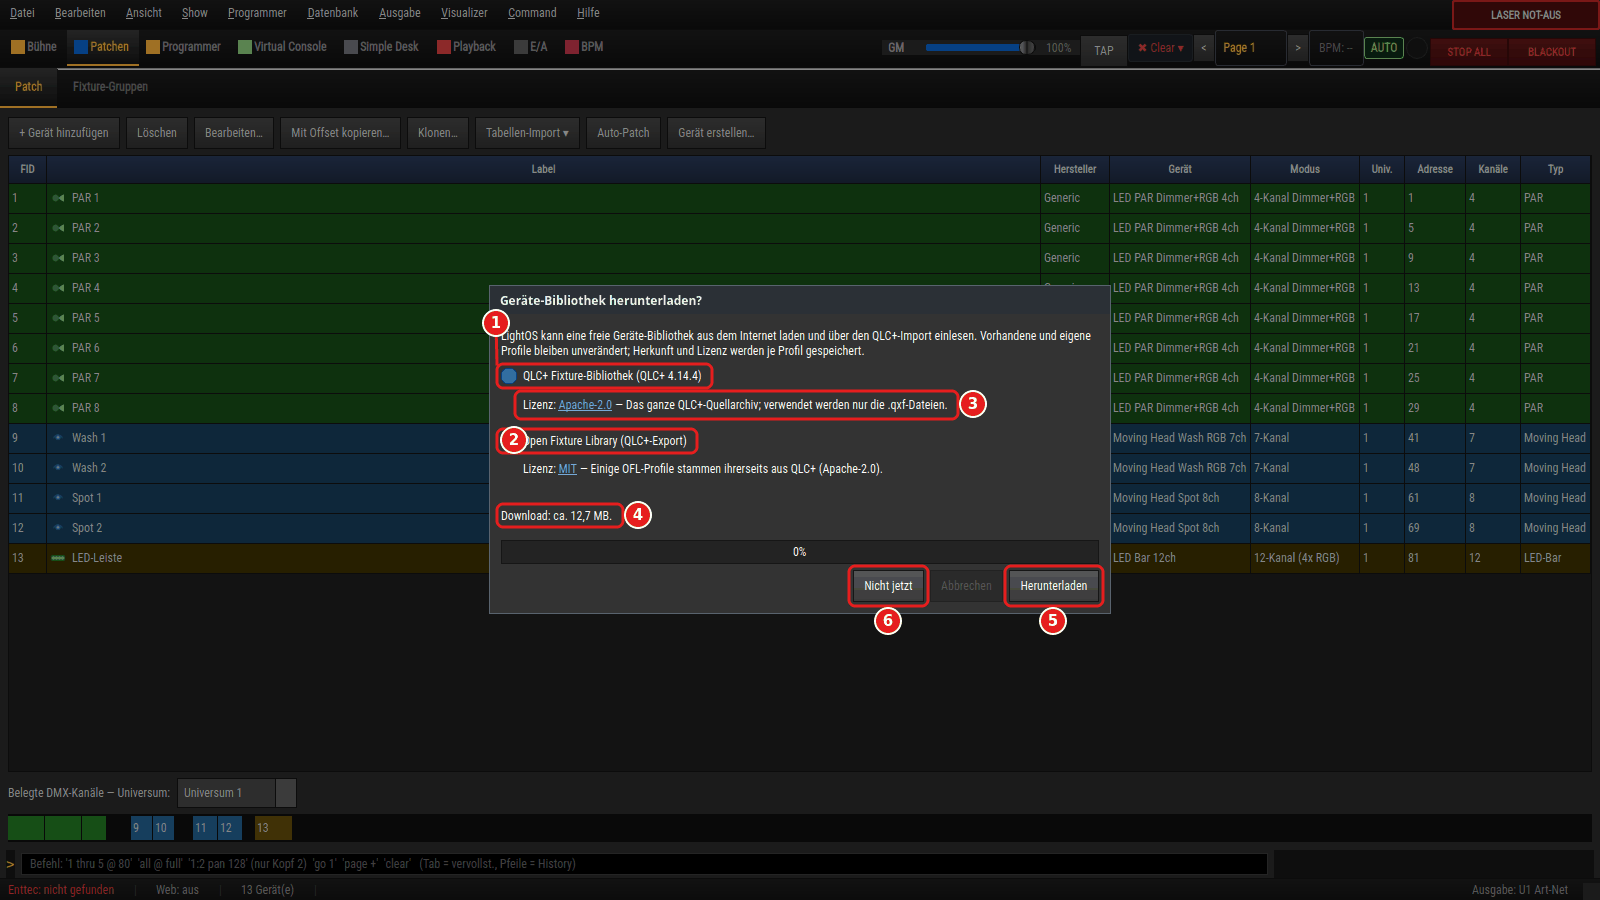 Datei Bearbeiten Ansicht Show Programmer Datenbank Ausgabe Visualizer Command Hilfe
LASER NOT-AUS
Bühne Patchen Programmer Virtual Console Simple Desk Playback E/A BPM
GM 100% TAP ✖ Clear ▾ < Page 1 > BPM: -- AUTO STOP ALL BLACKOUT
Patch Fixture-Gruppen
+ Gerät hinzufügen Löschen Bearbeiten... Mit Offset kopieren... Klonen... Tabellen-Import ▾ Auto-Patch Gerät erstellen...
FID Label Hersteller Gerät Modus Univ. Adresse Kanäle Typ
1 PAR 1 Generic LED PAR Dimmer+RGB 4ch 4-Kanal Dimmer+RGB 1 1 4 PAR
2 PAR 2 Generic LED PAR Dimmer+RGB 4ch 4-Kanal Dimmer+RGB 1 5 4 PAR
3 PAR 3 Generic LED PAR Dimmer+RGB 4ch 4-Kanal Dimmer+RGB 1 9 4 PAR
4 PAR 4 LED PAR Dimmer+RGB 4ch 4-Kanal Dimmer+RGB 1 13 4 PAR
5 PAR 5 LED PAR Dimmer+RGB 4ch 4-Kanal Dimmer+RGB 1 17 4 PAR
6 PAR 6 LED PAR Dimmer+RGB 4ch 4-Kanal Dimmer+RGB 1 21 4 PAR
7 PAR 7 LED PAR Dimmer+RGB 4ch 4-Kanal Dimmer+RGB 1 25 4 PAR
8 PAR 8 LED PAR Dimmer+RGB 4ch 4-Kanal Dimmer+RGB 1 29 4 PAR
9 Wash 1 Moving Head Wash RGB 7ch 7-Kanal 1 41 7 Moving Head
10 Wash 2 Moving Head Wash RGB 7ch 7-Kanal 1 48 7 Moving Head
11 Spot 1 Moving Head Spot 8ch 8-Kanal 1 61 8 Moving Head
12 Spot 2 Moving Head Spot 8ch 8-Kanal 1 69 8 Moving Head
13 LED-Leiste LED Bar 12ch 12-Kanal (4x RGB) 1 81 12 LED-Bar
Geräte-Bibliothek herunterladen?
1
LightOS kann eine freie Geräte-Bibliothek aus dem Internet laden und über den QLC+-Import einlesen. Vorhandene und eigene
Profile bleiben unverändert; Herkunft und Lizenz werden je Profil gespeichert.
QLC+ Fixture-Bibliothek (QLC+ 4.14.4)
Lizenz: Apache-2.0 — Das ganze QLC+-Quellarchiv; verwendet werden nur die .qxf-Dateien. 3
2 Open Fixture Library (QLC+-Export)
Lizenz: MIT — Einige OFL-Profile stammen ihrerseits aus QLC+ (Apache-2.0).
Download: ca. 12,7 MB. 4
0%
Nicht jetzt Abbrechen Herunterladen
6 5
Belegte DMX-Kanäle — Universum: Universum 1
9 10 11 12 13
> Befehl: '1 thru 5 @ 80' 'all @ full' '1:2 pan 128' (nur Kopf 2) 'go 1' 'page +' 'clear' (Tab = vervollst., Pfeile = History)
Enttec: nicht gefunden Web: aus 13 Gerät(e) Ausgabe: U1 Art-Net